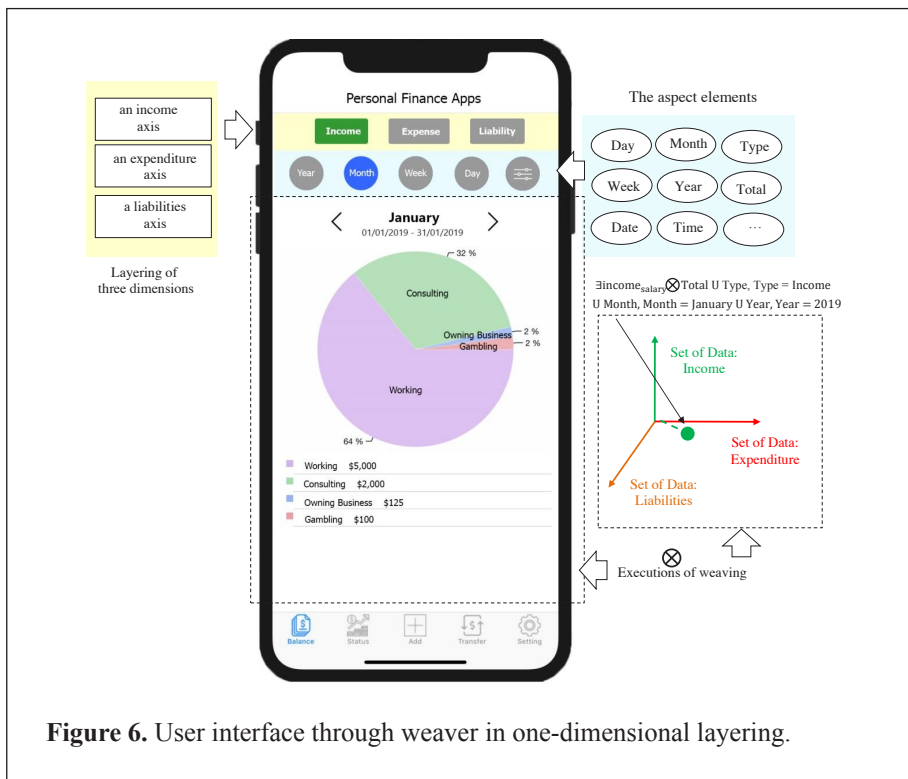 Personal Finance Apps
Income Expense Liability
Year Month Week Day
an income
axis
an expenditure
axis
a liabilities
axis
Layering of
three dimensions
The aspect elements
Day Month Type
Week Year Total
Date Time ...
January
01/01/2019 - 31/01/2019
32 %
Consulting
Owning Business 2 %
Gambling 2 %
Working
64 %
Working $5,000
Consulting $2,000
Owning Business $125
Gambling $100
∃income_salary⊗Total U Type, Type = Income
U Month, Month = January U Year, Year = 2019
Set of Data:
Income
Set of Data:
Expenditure
Set of Data:
Liabilities
⊗
Executions of weaving
Balance Status Add Transfer Setting
Figure 6. User interface through weaver in one-dimensional layering.